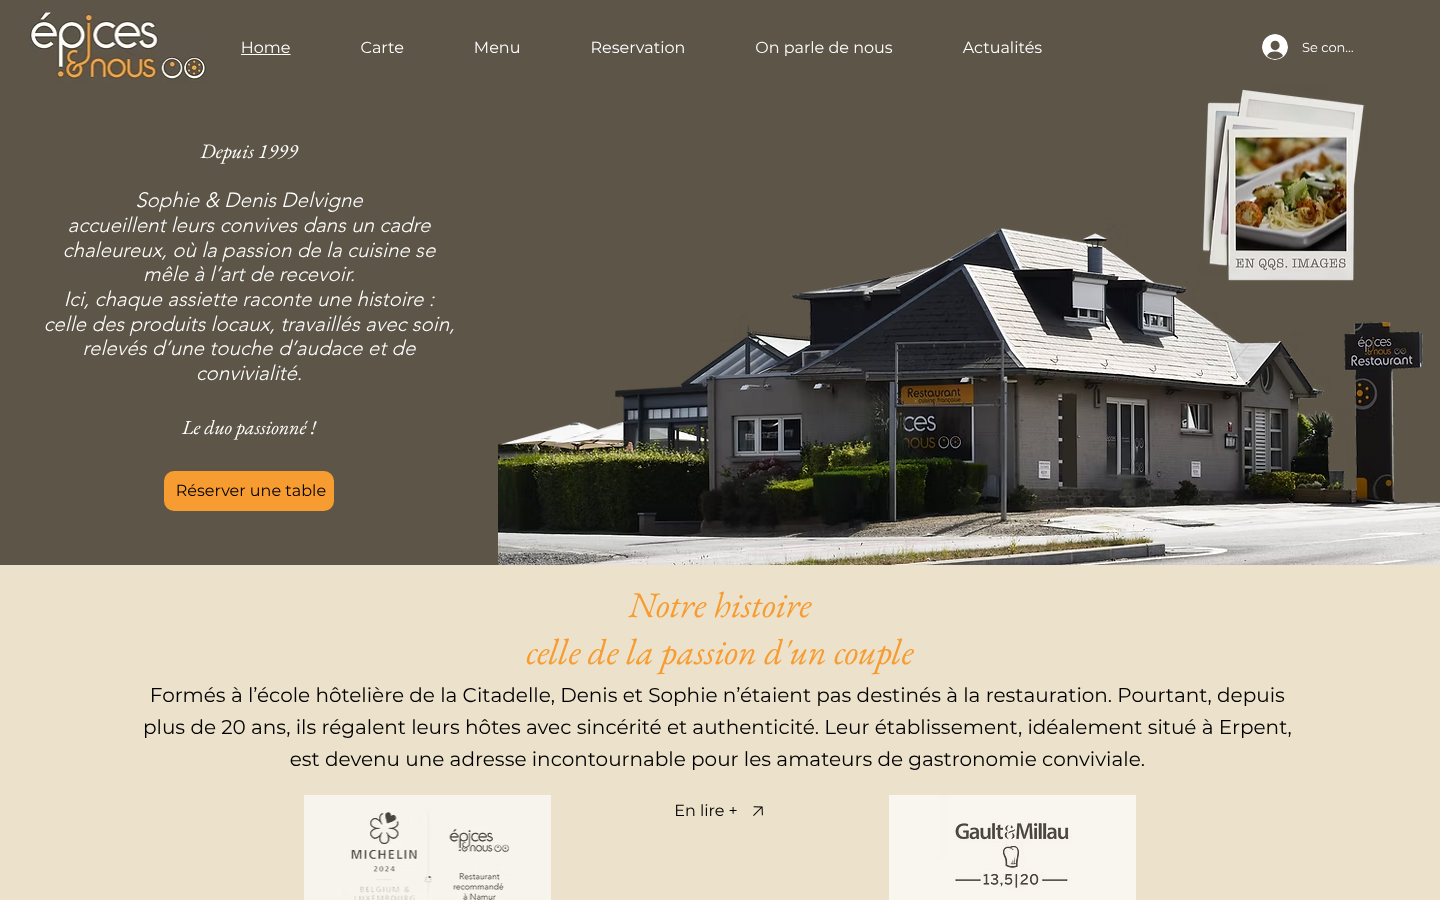 épices
& nous
Home
Carte
Menu
Reservation
On parle de nous
Actualités
Se con...
Depuis 1999
Sophie & Denis Delvigne
accueillent leurs convives dans un cadre
chaleureux, où la passion de la cuisine se
mêle à l’art de recevoir.
Ici, chaque assiette raconte une histoire :
celle des produits locaux, travaillés avec soin,
relevés d’une touche d’audace et de
convivialité.
Le duo passionné !
Réserver une table
EN QQS. IMAGES
épices
&nous
Restaurant
Restaurant
cuisine française
ices
nous
Notre histoire
celle de la passion d'un couple
Formés à l’école hôtelière de la Citadelle, Denis et Sophie n’étaient pas destinés à la restauration. Pourtant, depuis
plus de 20 ans, ils régalent leurs hôtes avec sincérité et authenticité. Leur établissement, idéalement situé à Erpent,
est devenu une adresse incontournable pour les amateurs de gastronomie conviviale.
En lire +
MICHELIN
2024
BELGIUM &
LUXEMBOURG
épices
&nous
Restaurant
recommandé
à Namur
Gault&Millau
13,5|20